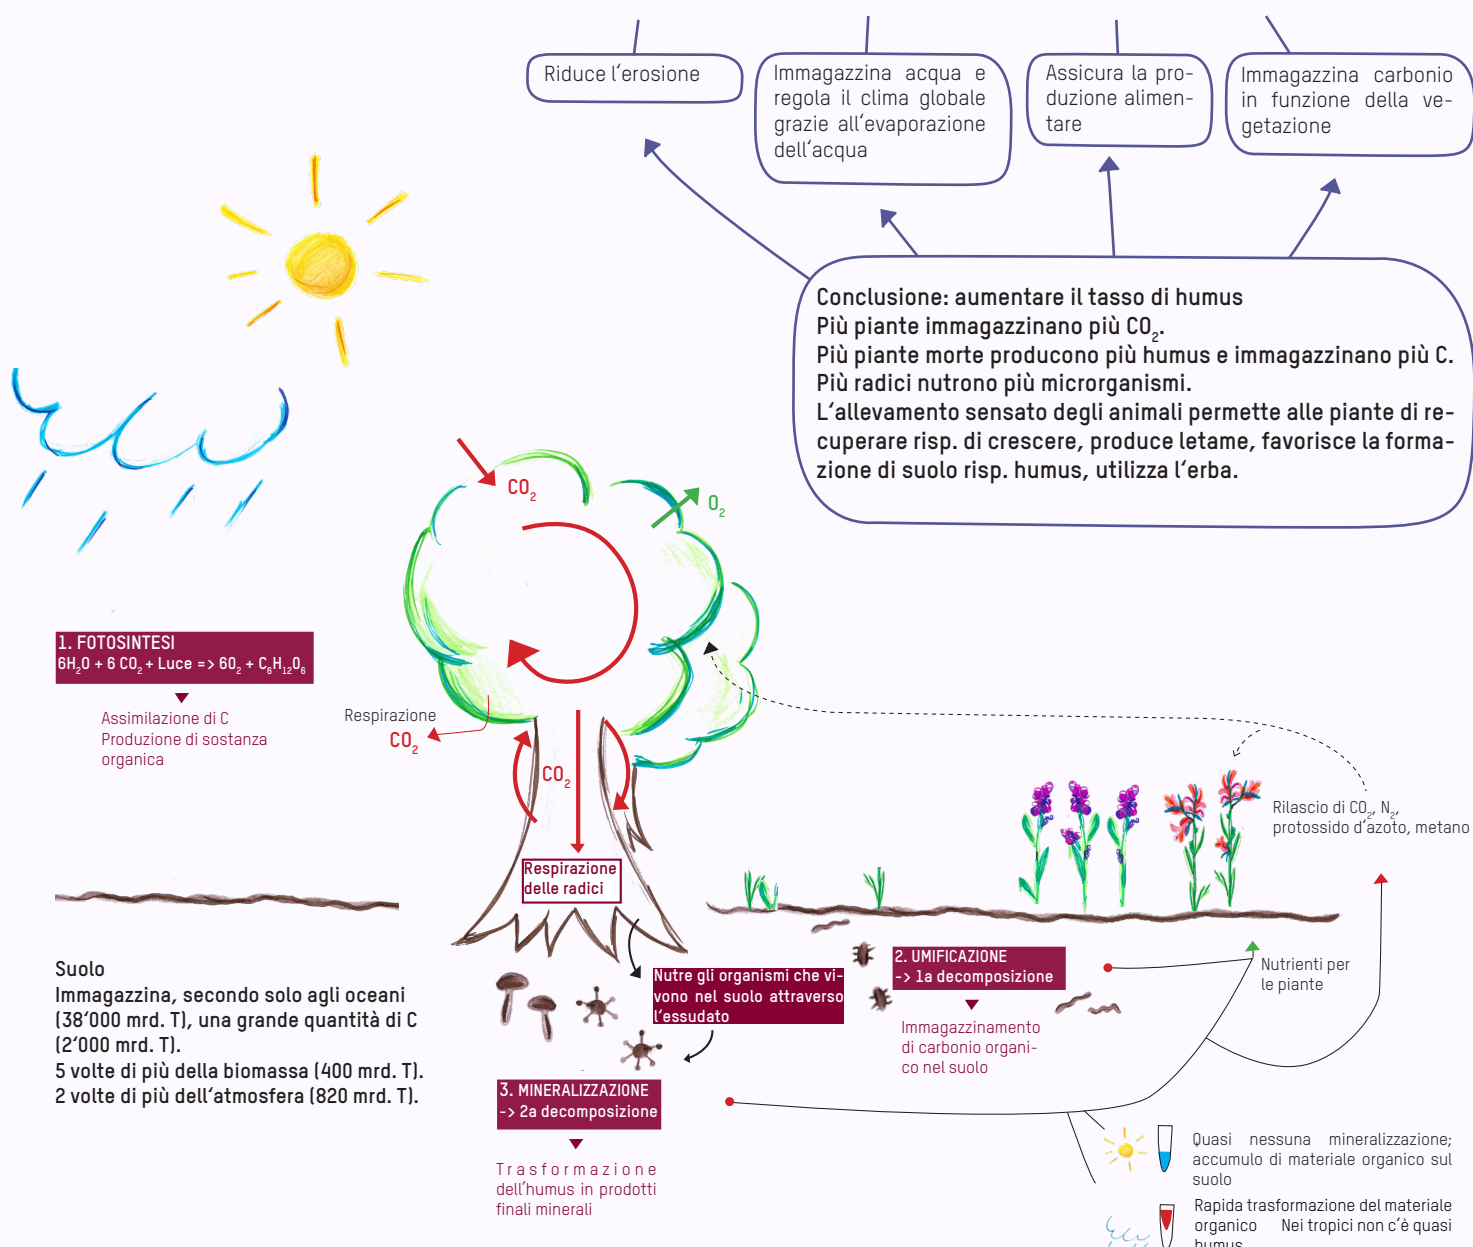 Riduce l‘erosione
Immagazzina acqua e
regola il clima globale
grazie all‘evaporazione
dell‘acqua
Assicura la pro-
duzione alimen-
tare
Immagazzina carbonio
in funzione della ve-
getazione
Conclusione: aumentare il tasso di humus
Più piante immagazzinano più CO₂.
Più piante morte producono più humus e immagazzinano più C.
Più radici nutrono più microrganismi.
L‘allevamento sensato degli animali permette alle piante di re-
cuperare risp. di crescere, produce letame, favorisce la forma-
zione di suolo risp. humus, utilizza l‘erba.
CO₂
O₂
1. FOTOSINTESI
6H₂O + 6 CO₂ + Luce => 6O₂ + C₆H₁₂O₆
Assimilazione di C
Produzione di sostanza
organica
Respirazione
CO₂
CO₂
Respirazione
delle radici
Rilascio di CO₂, N₂,
protossido d‘azoto, metano
Suolo
Immagazzina, secondo solo agli oceani
(38‘000 mrd. T), una grande quantità di C
(2‘000 mrd. T).
5 volte di più della biomassa (400 mrd. T).
2 volte di più dell‘atmosfera (820 mrd. T).
Nutre gli organismi che vi-
vono nel suolo attraverso
l‘essudato
2. UMIFICAZIONE
-> 1a decomposizione
Immagazzinamento
di carbonio organi-
co nel suolo
Nutrienti per
le piante
3. MINERALIZZAZIONE
-> 2a decomposizione
Trasformazione
dell‘humus in prodotti
finali minerali
Quasi nessuna mineralizzazione;
accumulo di materiale organico sul
suolo
Rapida trasformazione del materiale
organico Nei tropici non c‘è quasi
humus